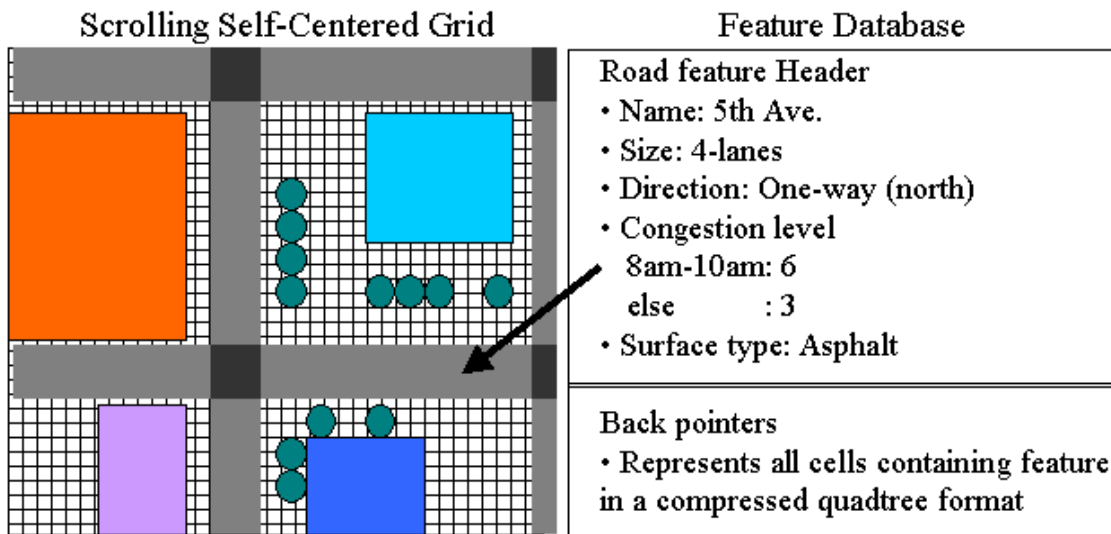 Scrolling Self-Centered Grid
Feature Database
Road feature Header
• Name: 5th Ave.
• Size: 4-lanes
• Direction: One-way (north)
• Congestion level
8am-10am: 6
else : 3
• Surface type: Asphalt
Back pointers
• Represents all cells containing feature
in a compressed quadtree format